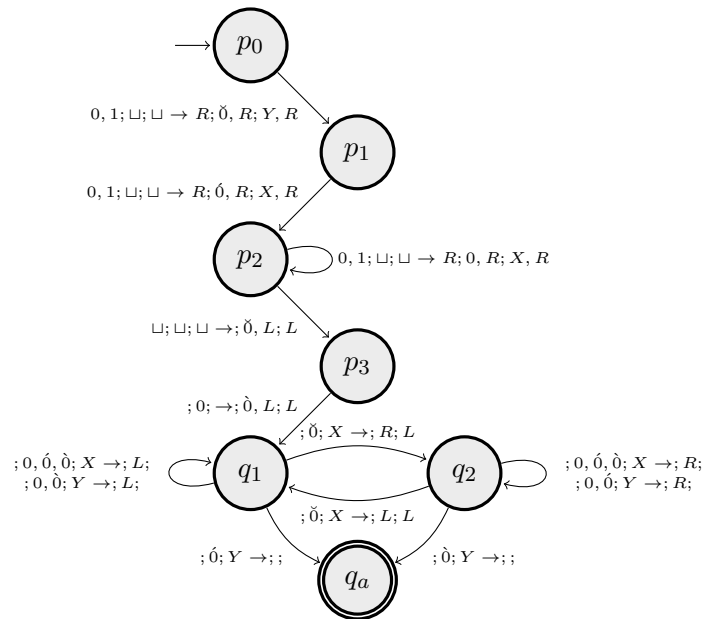 p₀
0, 1; ⊔; ⊔ → R; ŏ, R; Y, R
p₁
0, 1; ⊔; ⊔ → R; ó, R; X, R
p₂
0, 1; ⊔; ⊔ → R; 0, R; X, R
⊔; ⊔; ⊔ →; ŏ, L; L
p₃
; 0; →; ò, L; L
; ŏ; X →; R; L
; 0, ó, ò; X →; L;
; 0, ò; Y →; L;
q₁
q₂
; 0, ó, ò; X →; R;
; 0, ó; Y →; R;
; ŏ; X →; L; L
; ó; Y →; ;
; ò; Y →; ;
qₐ